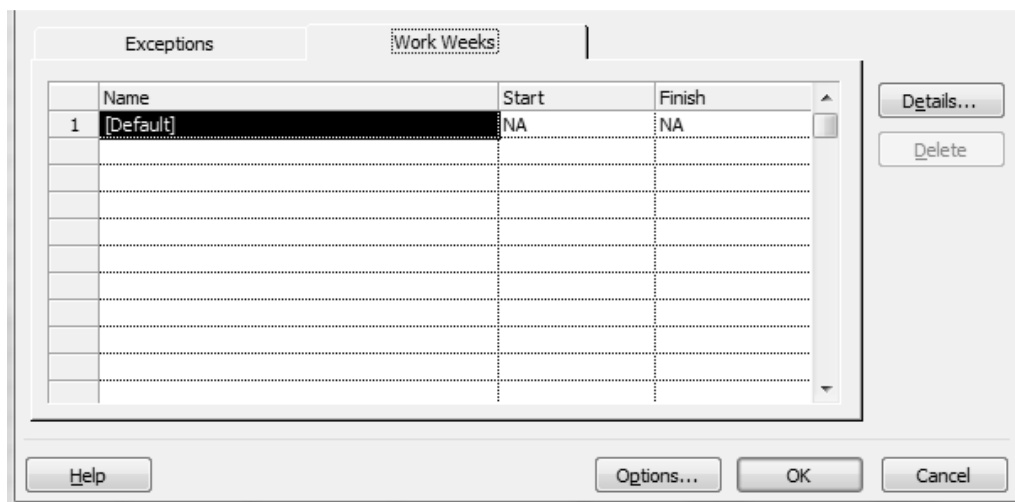 Exceptions Work Weeks
Name Start Finish
1 [Default] NA NA
Details...
Delete
Help Options... OK Cancel